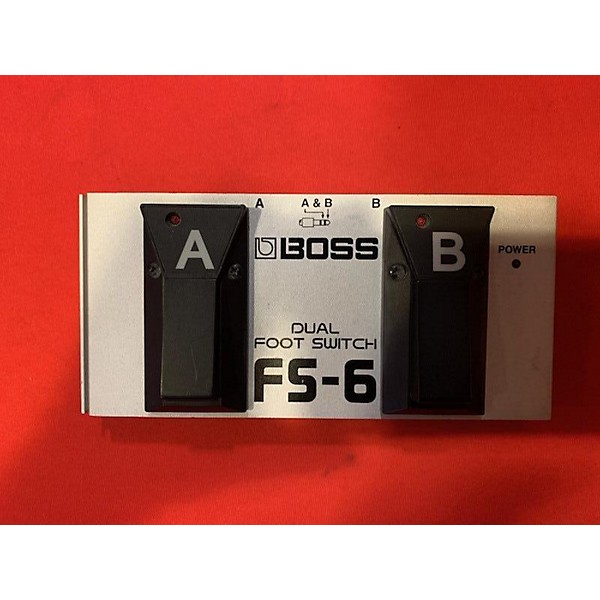 A A & B B
A B
BOSS
POWER
DUAL
FOOT SWITCH
FS-6